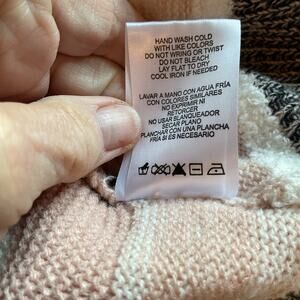 HAND WASH COLD
WITH LIKE COLORS
DO NOT WRING OR TWIST
DO NOT BLEACH
LAY FLAT TO DRY
COOL IRON IF NEEDED
LAVAR A MANO CON AGUA FRÍA
CON COLORES SIMILARES
NO EXPRIMIR NI
RETORCER
NO USAR BLANQUEADOR
SECAR PLANO
PLANCHAR CON UNA PLANCHA
FRÍA SI ES NECESARIO